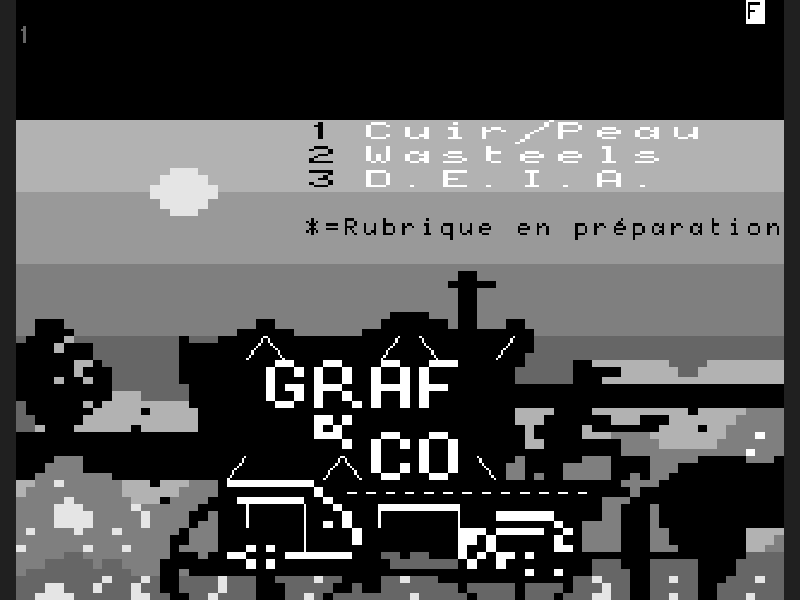 F
1
1 Cuir/Peau
2 Wasteels
3 D.E.I.A.
*=Rubrique en préparation
GRAF
&
CO